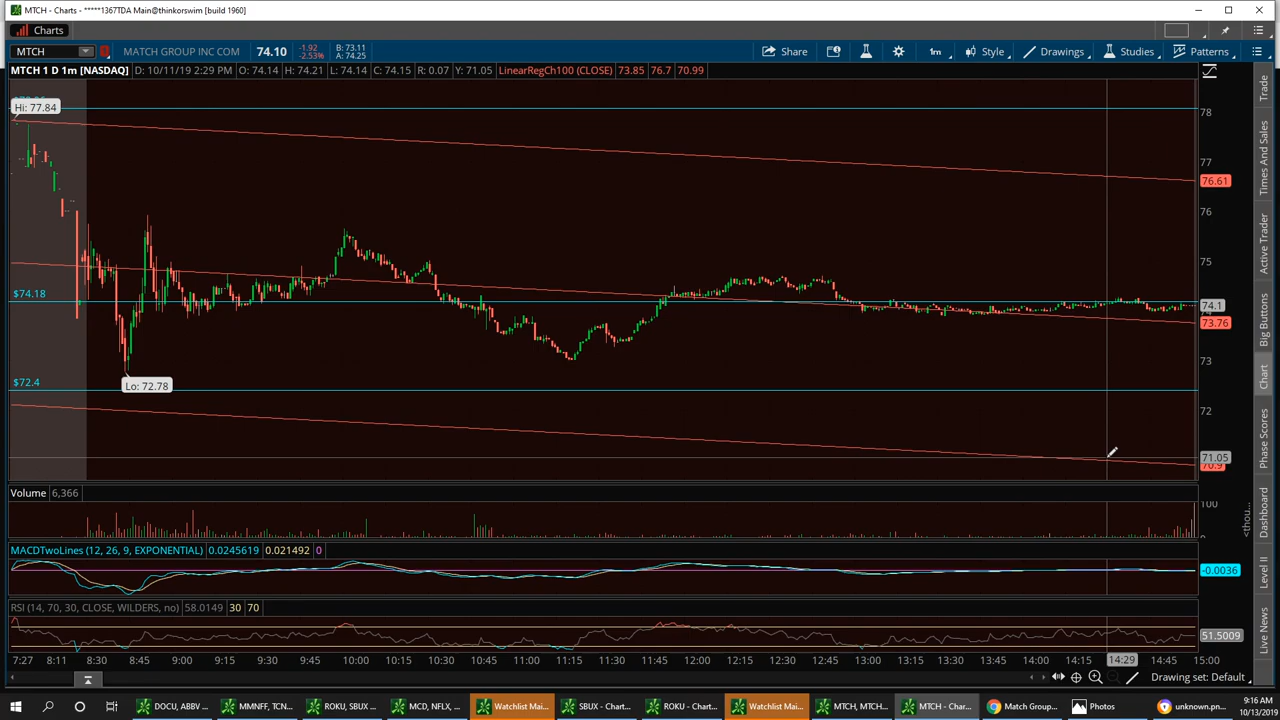 MTCH - Charts - *****1367TDA Main@thinkorswim [build 1960]
Charts
MTCH MATCH GROUP INC COM 74.10 -1.92 -2.53% B: 73.11 A: 74.25 Share 1m Style Drawings Studies Patterns
MTCH 1 D 1m [NASDAQ] D: 10/11/19 2:29 PM O: 74.14 H: 74.21 L: 74.14 C: 74.15 R: 0.07 Y: 71.05 LinearRegCh100 (CLOSE) 73.85 76.7 70.99
Hi: 77.84
78
77
76.61
76
75
$74.18
74.1
73.76
73
$72.4
Lo: 72.78
72
71.05
70.9
Volume 6,366
100
<thou...
MACDTwoLines (12, 26, 9, EXPONENTIAL) 0.0245619 0.021492 0
-0.0036
RSI (14, 70, 30, CLOSE, WILDERS, no) 58.0149 30 70
51.5009
7:27 8:11 8:30 8:45 9:00 9:15 9:30 9:45 10:00 10:15 10:30 10:45 11:00 11:15 11:30 11:45 12:00 12:15 12:30 12:45 13:00 13:15 13:30 13:45 14:00 14:15 14:29 14:45 15:00
Drawing set: Default
Trade
Times And Sales
Active Trader
Big Buttons
Chart
Phase Scores
Dashboard
Level II
Live News
DOCU, ABBV ... MMNFF, TCN... ROKU, SBUX ... MCD, NFLX, ... Watchlist Mai... SBUX - Charts... ROKU - Charts... Watchlist Mai... MTCH, MTCH... MTCH - Char... Match Group... Photos unknown.pn...
9:16 AM
10/13/2019